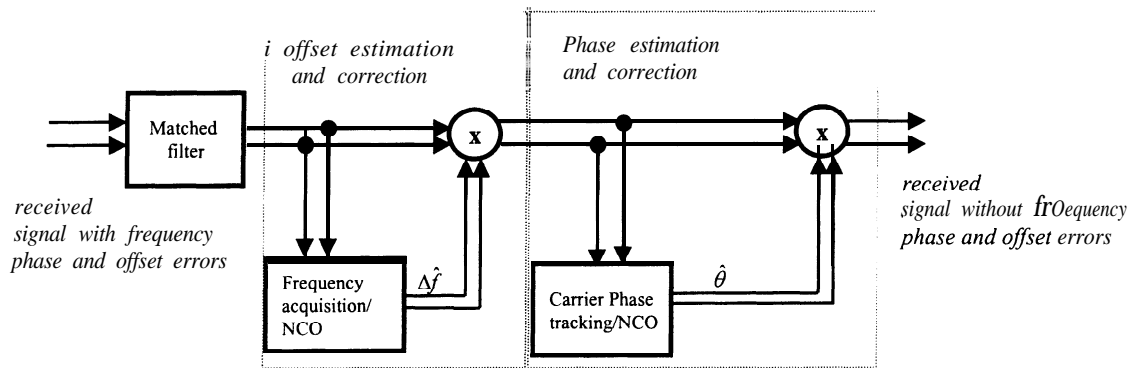 i offset estimation
and correction
Phase estimation
and correction
Matched
filter
x
x
received
signal with frequency
phase and offset errors
received
signal without frOequency
phase and offset errors
Frequency
acquisition/
NCO
Δf̂
Carrier Phase
tracking/NCO
θ̂